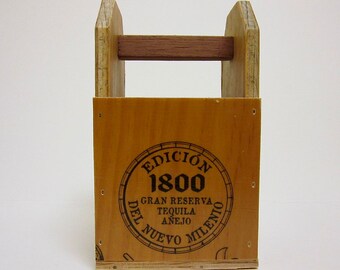 EDICIÓN
1800
GRAN RESERVA
TEQUILA
AÑEJO
DEL NUEVO MILENIO